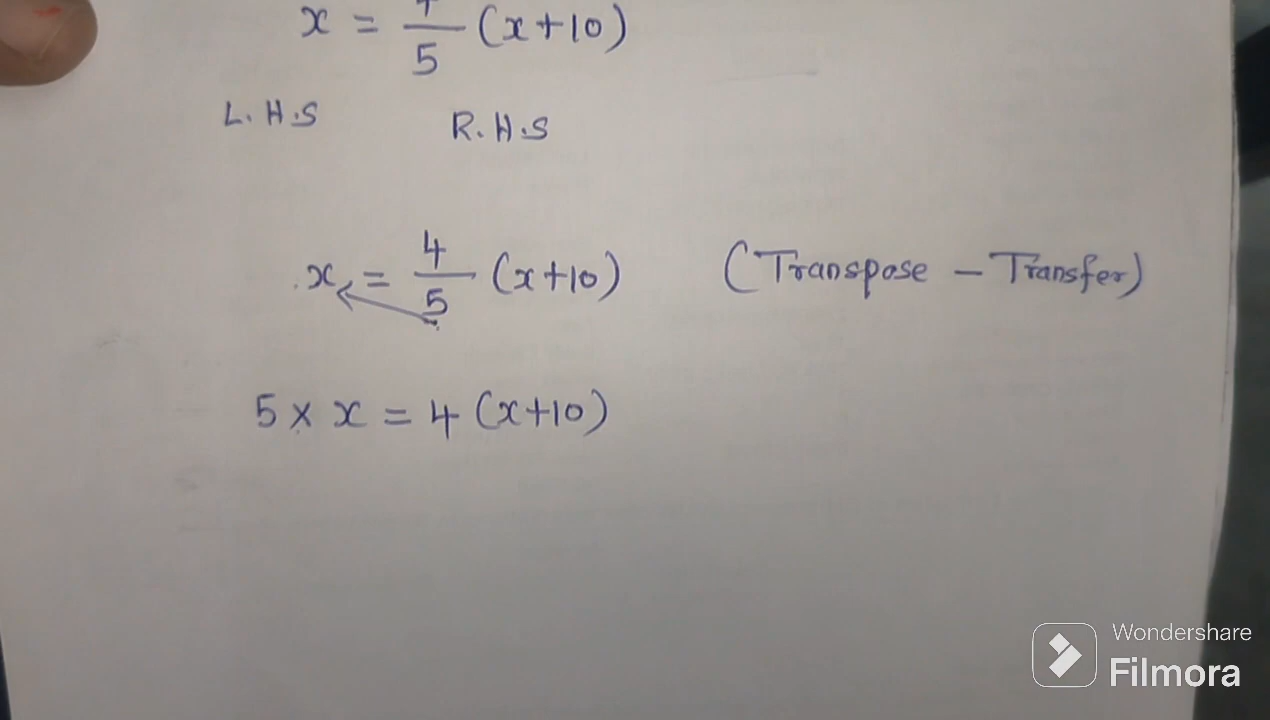 x = 4/5 (x+10)
L.H.S R.H.S
x = 4/5 (x+10) (Transpose – Transfer)
5 × x = 4 (x+10)
Wondershare
Filmora